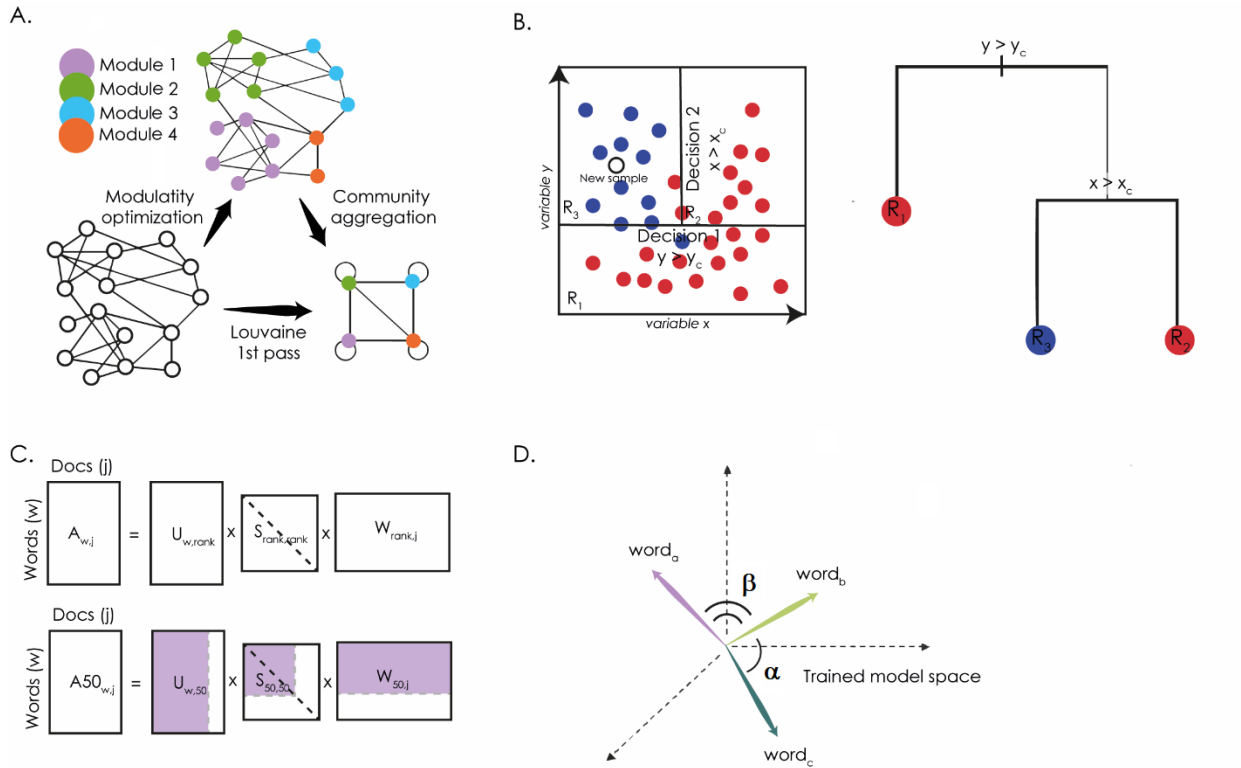 A.
Module 1
Module 2
Module 3
Module 4
Modulatity
optimization
Community
aggregation
Louvaine
1st pass
B.
variable y
variable x
New sample
Decision 2
x > xc
R3
R2
Decision 1
y > yc
R1
y > yc
R1
x > xc
R3
R2
C.
Docs (j)
Words (w)
Aw,j = Uw,rank x Srank,rank x Wrank,j
Docs (j)
Words (w)
A50w,j = Uw,50 x S50,50 x W50,j
D.
worda
β
wordb
α
Trained model space
wordc